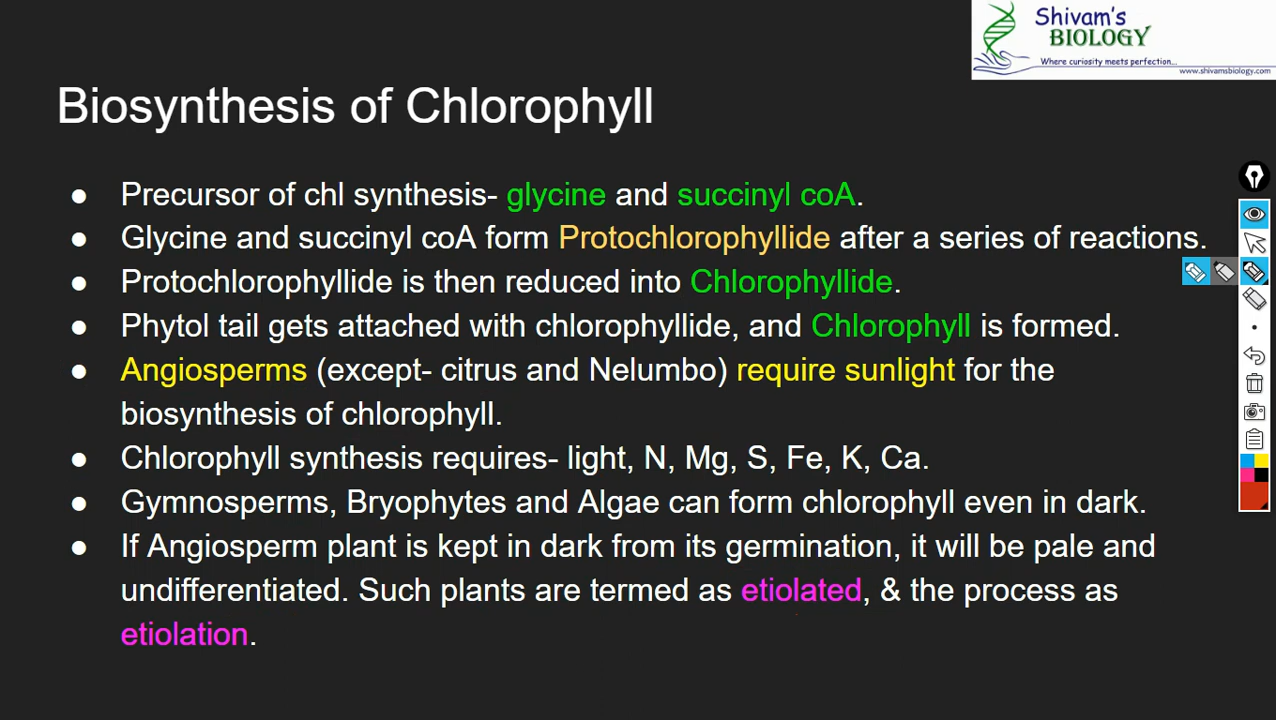 Shivam's
BIOLOGY
Where curiosity meets perfection...
www.shivamsbiology.com
Biosynthesis of Chlorophyll
● Precursor of chl synthesis- glycine and succinyl coA.
● Glycine and succinyl coA form Protochlorophyllide after a series of reactions.
● Protochlorophyllide is then reduced into Chlorophyllide.
● Phytol tail gets attached with chlorophyllide, and Chlorophyll is formed.
● Angiosperms (except- citrus and Nelumbo) require sunlight for the
biosynthesis of chlorophyll.
● Chlorophyll synthesis requires- light, N, Mg, S, Fe, K, Ca.
● Gymnosperms, Bryophytes and Algae can form chlorophyll even in dark.
● If Angiosperm plant is kept in dark from its germination, it will be pale and
undifferentiated. Such plants are termed as etiolated, & the process as
etiolation.